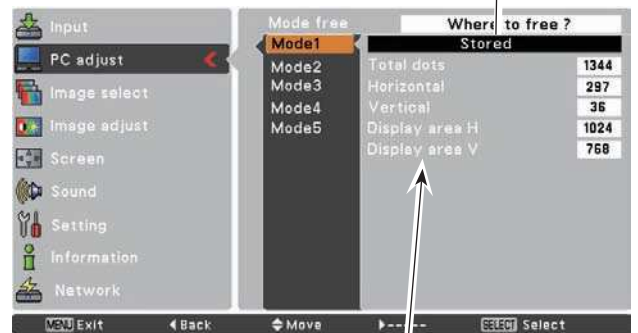 Input
PC adjust
Image select
Image adjust
Screen
Sound
Setting
Information
Network
Mode free
Where to free ?
Mode1
Mode2
Mode3
Mode4
Mode5
Stored
Total dots 1344
Horizontal 297
Vertical 36
Display area H 1024
Display area V 768
MENU Exit Back Move ----- SELECT Select